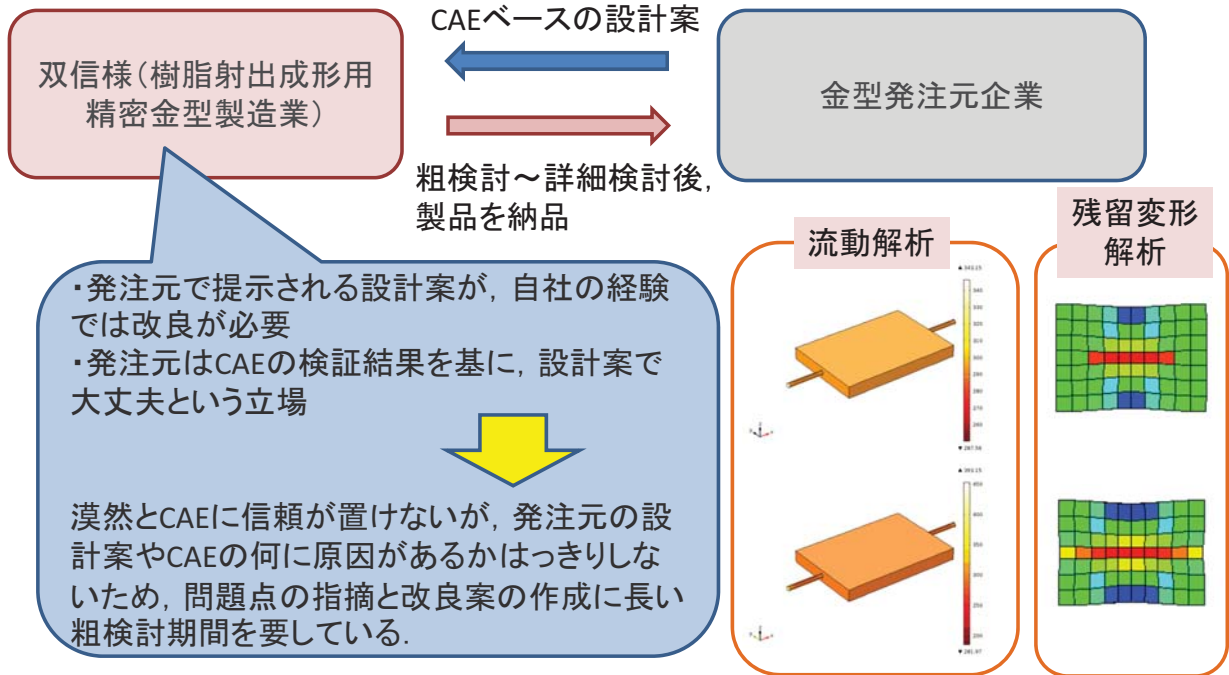 CAEベースの設計案
双信様(樹脂射出成形用
精密金型製造業)
金型発注元企業
粗検討～詳細検討後,
製品を納品
・発注元で提示される設計案が, 自社の経験
では改良が必要
・発注元はCAEの検証結果を基に, 設計案で
大丈夫という立場
漠然とCAEに信頼が置けないが, 発注元の設
計案やCAEの何に原因があるかはっきりしな
いため, 問題点の指摘と改良案の作成に長い
粗検討期間を要している.
流動解析
残留変形
解析